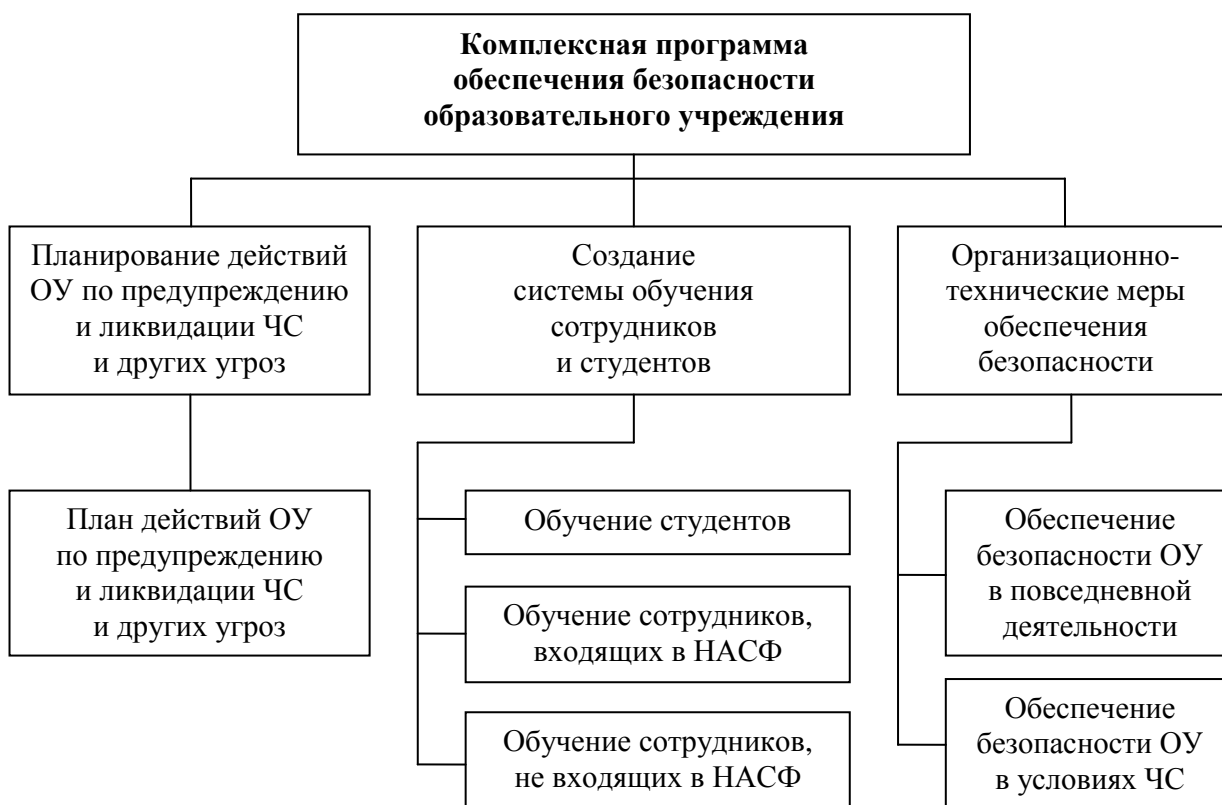 Комплексная программа
обеспечения безопасности
образовательного учреждения
Планирование действий
ОУ по предупреждению
и ликвидации ЧС
и других угроз
Создание
системы обучения
сотрудников
и студентов
Организационно-
технические меры
обеспечения
безопасности
План действий ОУ
по предупреждению
и ликвидации ЧС
и других угроз
Обучение студентов
Обучение сотрудников,
входящих в НАСФ
Обучение сотрудников,
не входящих в НАСФ
Обеспечение
безопасности ОУ
в повседневной
деятельности
Обеспечение
безопасности ОУ
в условиях ЧС